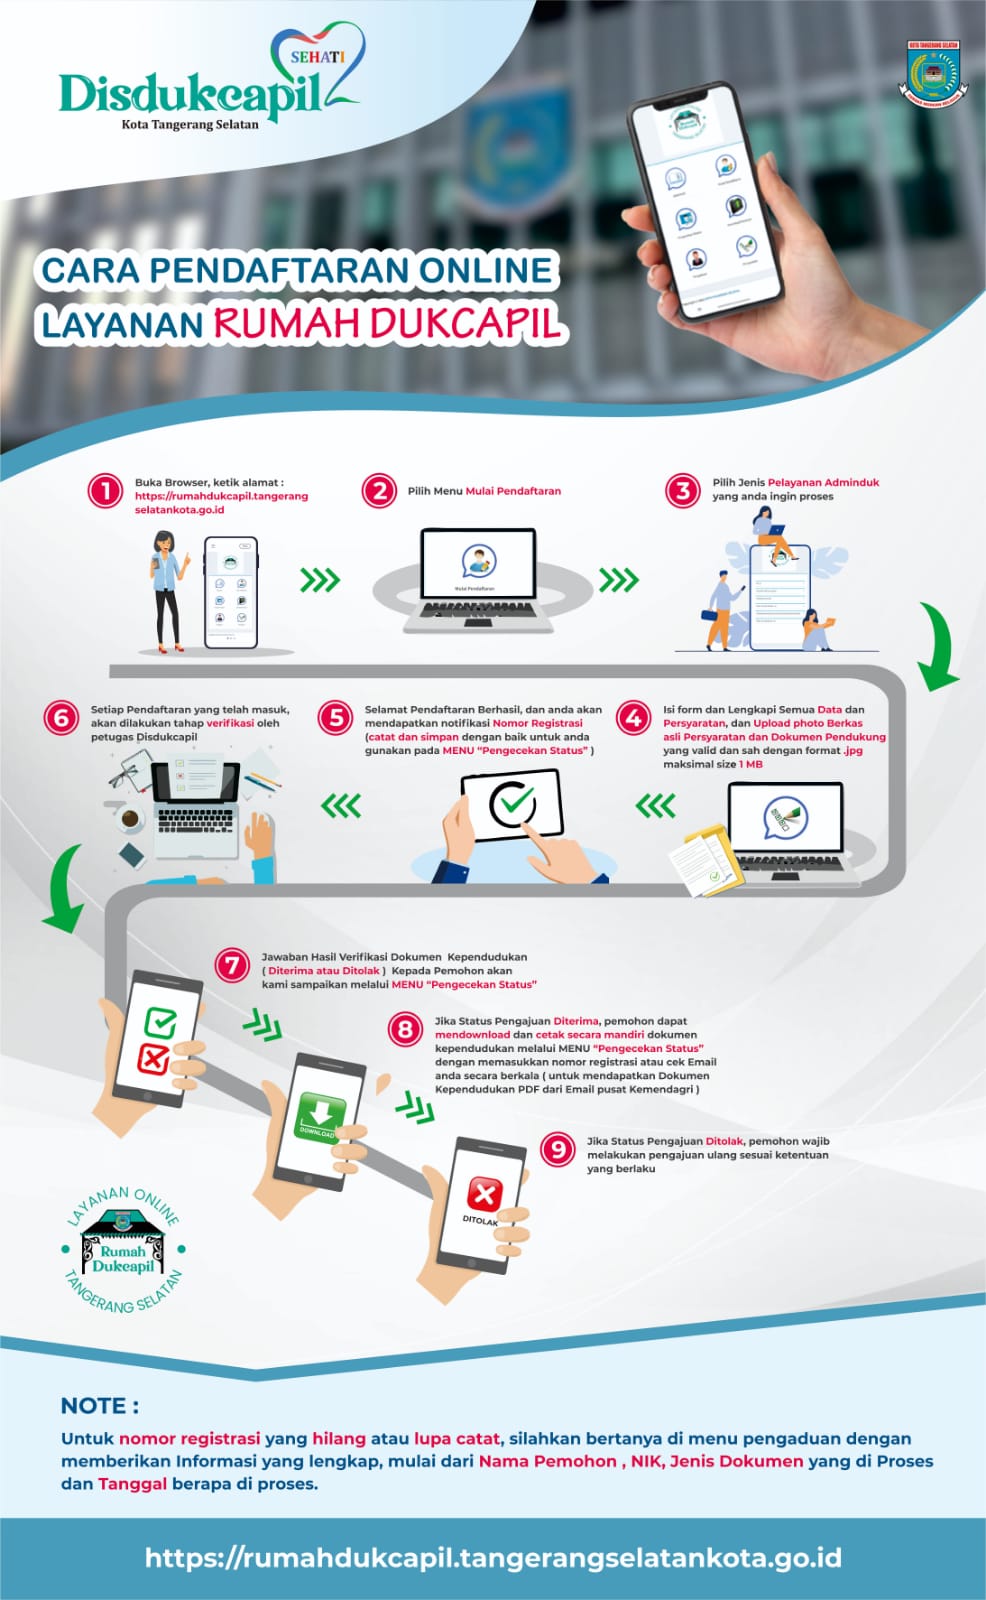 SEHATI
Disdukcapil
Kota Tangerang Selatan
KOTA TANGERANG SELATAN
CARA PENDAFTARAN ONLINE
LAYANAN RUMAH DUKCAPIL
1
Buka Browser, ketik alamat :
https://rumahdukcapil.tangerang
selatankota.go.id
2
Pilih Menu Mulai Pendaftaran
Mulai Pendaftaran
3
Pilih Jenis Pelayanan Adminduk
yang anda ingin proses
4
Isi form dan Lengkapi Semua Data dan
Persyaratan, dan Upload photo Berkas
asli Persyaratan dan Dokumen Pendukung
yang valid dan sah dengan format .jpg
maksimal size 1 MB
5
Selamat Pendaftaran Berhasil, dan anda akan
mendapatkan notifikasi Nomor Registrasi
(catat dan simpan dengan baik untuk anda
gunakan pada MENU “Pengecekan Status” )
6
Setiap Pendaftaran yang telah masuk,
akan dilakukan tahap verifikasi oleh
petugas Disdukcapil
7
Jawaban Hasil Verifikasi Dokumen Kependudukan
( Diterima atau Ditolak ) Kepada Pemohon akan
kami sampaikan melalui MENU “Pengecekan Status”
8
Jika Status Pengajuan Diterima, pemohon dapat
mendownload dan cetak secara mandiri dokumen
kependudukan melalui MENU “Pengecekan Status”
dengan memasukkan nomor registrasi atau cek Email
anda secara berkala ( untuk mendapatkan Dokumen
Kependudukan PDF dari Email pusat Kemendagri )
DOWNLOAD
9
Jika Status Pengajuan Ditolak, pemohon wajib
melakukan pengajuan ulang sesuai ketentuan
yang berlaku
DITOLAK
LAYANAN ONLINE
Rumah
Dukcapil
TANGERANG SELATAN
NOTE :
Untuk nomor registrasi yang hilang atau lupa catat, silahkan bertanya di menu pengaduan dengan
memberikan Informasi yang lengkap, mulai dari Nama Pemohon , NIK, Jenis Dokumen yang di Proses
dan Tanggal berapa di proses.
https://rumahdukcapil.tangerangselatankota.go.id